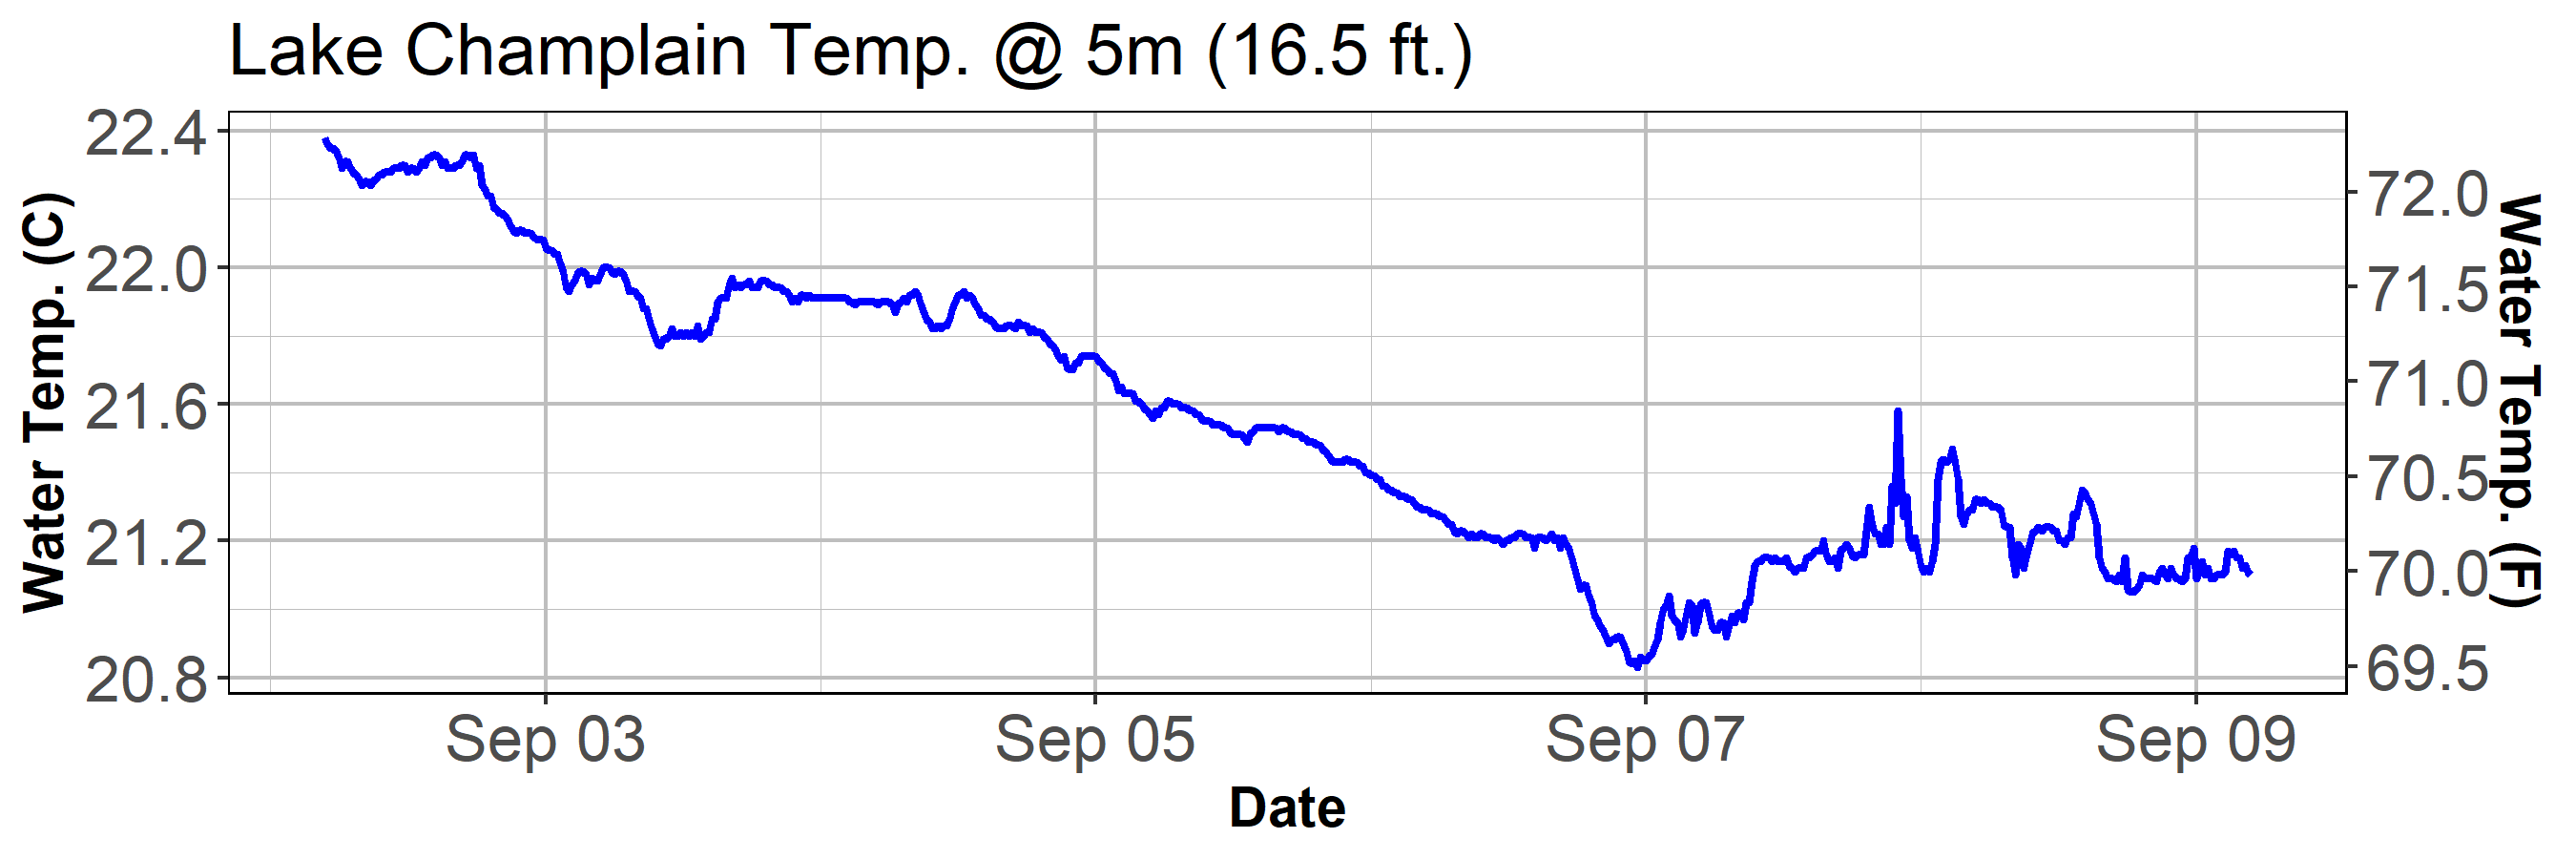 Lake Champlain Temp. @ 5m (16.5 ft.)
Water Temp. (C)
22.4
22.0
21.6
21.2
20.8
72.0
71.5
71.0
70.5
70.0
69.5
Water Temp. (F)
Sep 03
Sep 05
Sep 07
Sep 09
Date